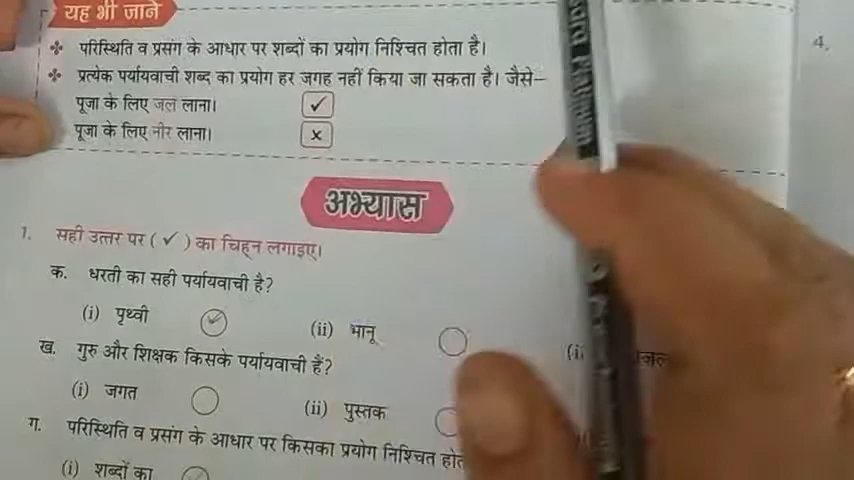 यह भी जाने
❖ परिस्थिति व प्रसंग के आधार पर शब्दों का प्रयोग निश्चित होता है।
❖ प्रत्येक पर्यायवाची शब्द का प्रयोग हर जगह नहीं किया जा सकता है। जैसे–
पूजा के लिए जल लाना। ✓
पूजा के लिए नीर लाना। x
4.
अभ्यास
1. सही उत्तर पर ( ✓ ) का चिह्न लगाइए।
क. धरती का सही पर्यायवाची है?
(i) पृथ्वी ✓ (ii) भानू
ख. गुरु और शिक्षक किसके पर्यायवाची हैं?
(i) जगत (ii) पुस्तक
ग. परिस्थिति व प्रसंग के आधार पर किसका प्रयोग निश्चित
(i) शब्दों का ✓